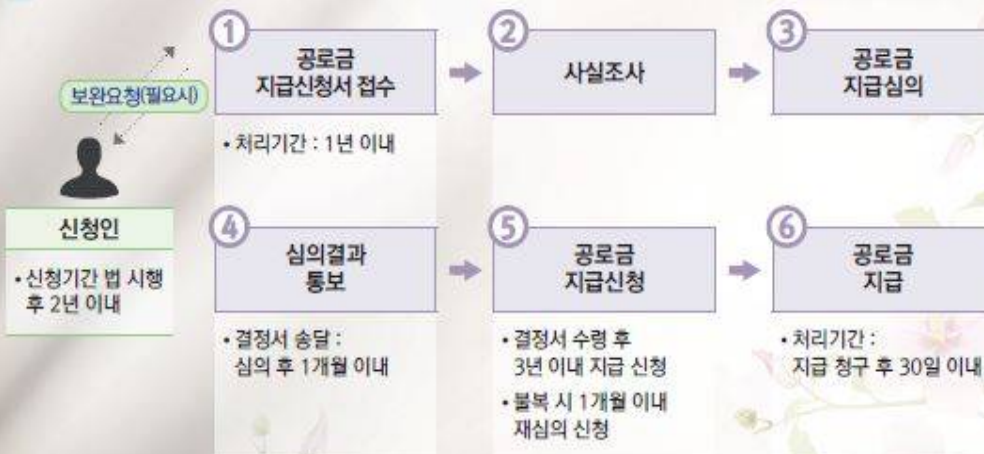 보완요청(필요시)
신청인
• 신청기간 법 시행
후 2년 이내
①
공로금
지급신청서 접수
• 처리기간 : 1년 이내
②
사실조사
③
공로금
지급심의
④
심의결과
통보
• 결정서 송달 :
심의 후 1개월 이내
⑤
공로금
지급신청
• 결정서 수령 후
3년 이내 지급 신청
• 불복 시 1개월 이내
재심의 신청
⑥
공로금
지급
• 처리기간 :
지급 청구 후 30일 이내